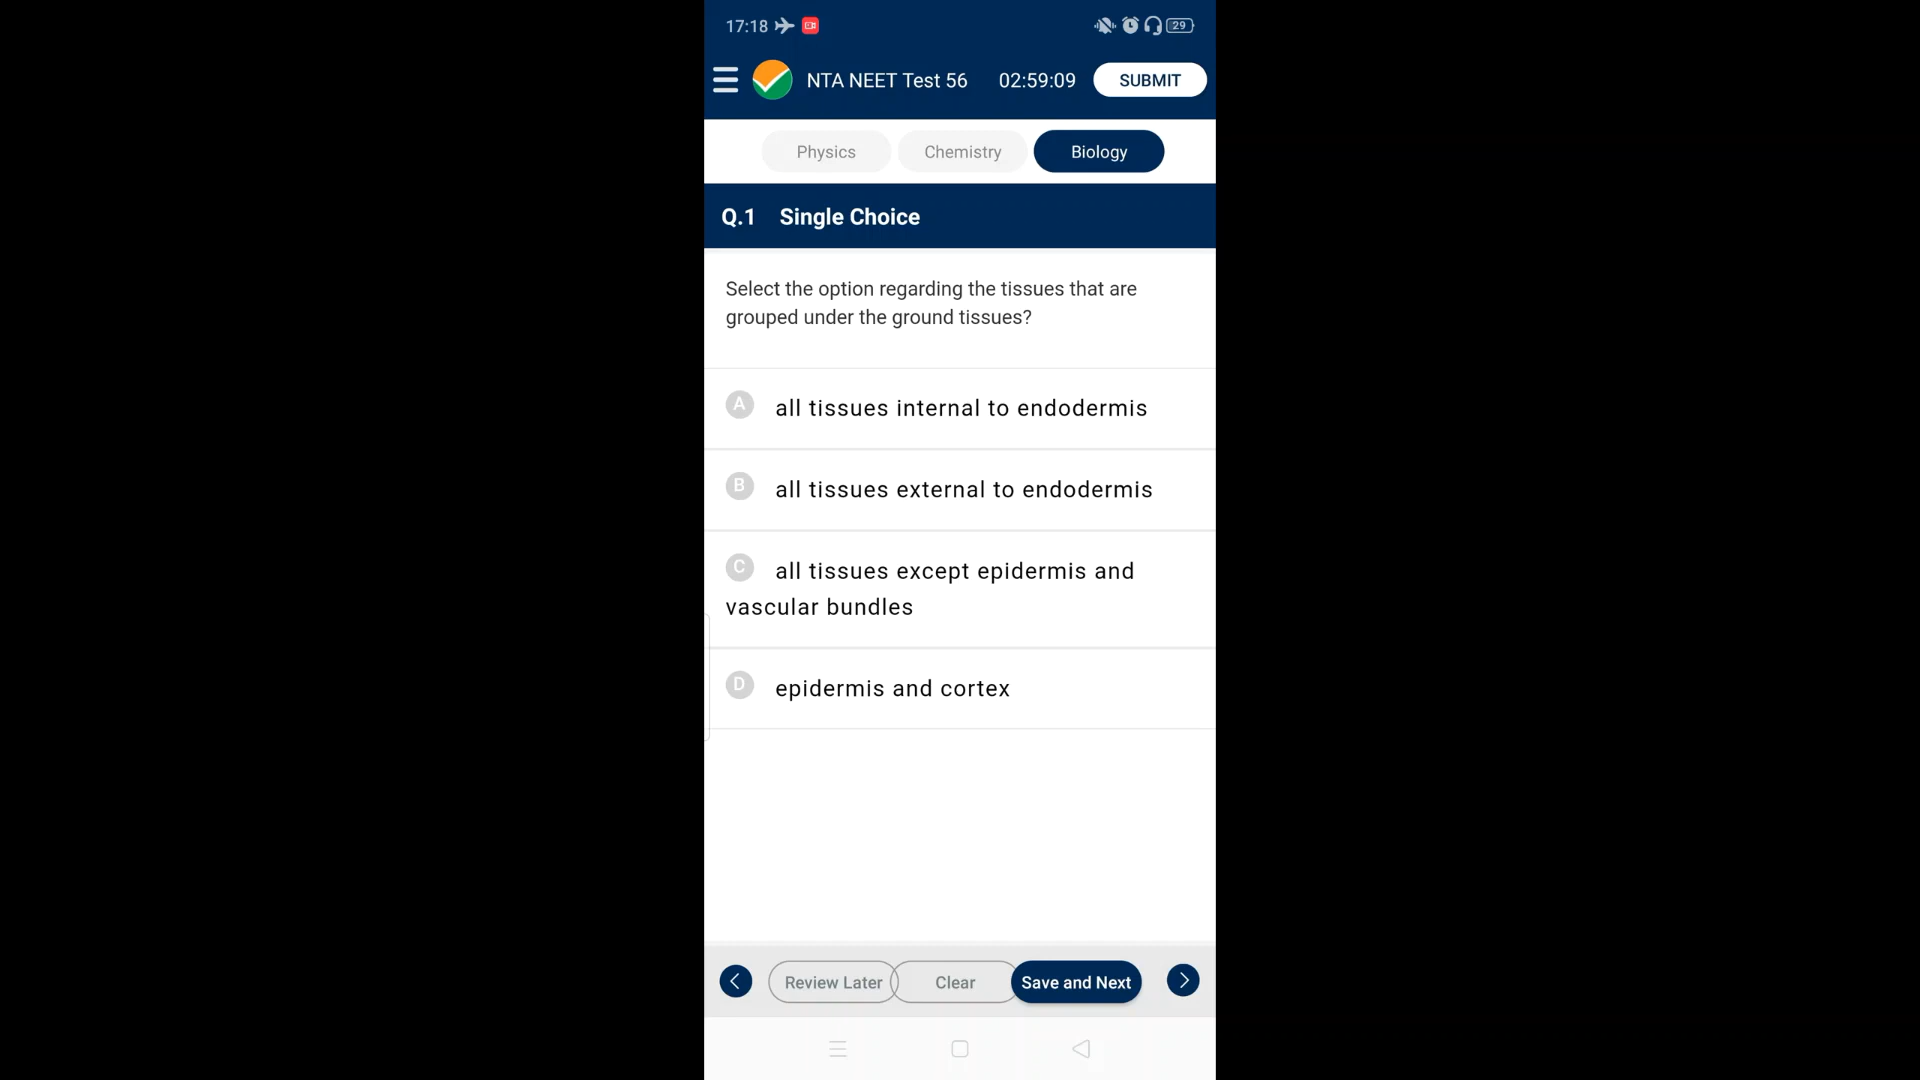 17:18
29
NTA NEET Test 56 02:59:09 SUBMIT
Physics Chemistry Biology
Q.1 Single Choice
Select the option regarding the tissues that are
grouped under the ground tissues?
A all tissues internal to endodermis
B all tissues external to endodermis
C all tissues except epidermis and
vascular bundles
D epidermis and cortex
Review Later Clear Save and Next